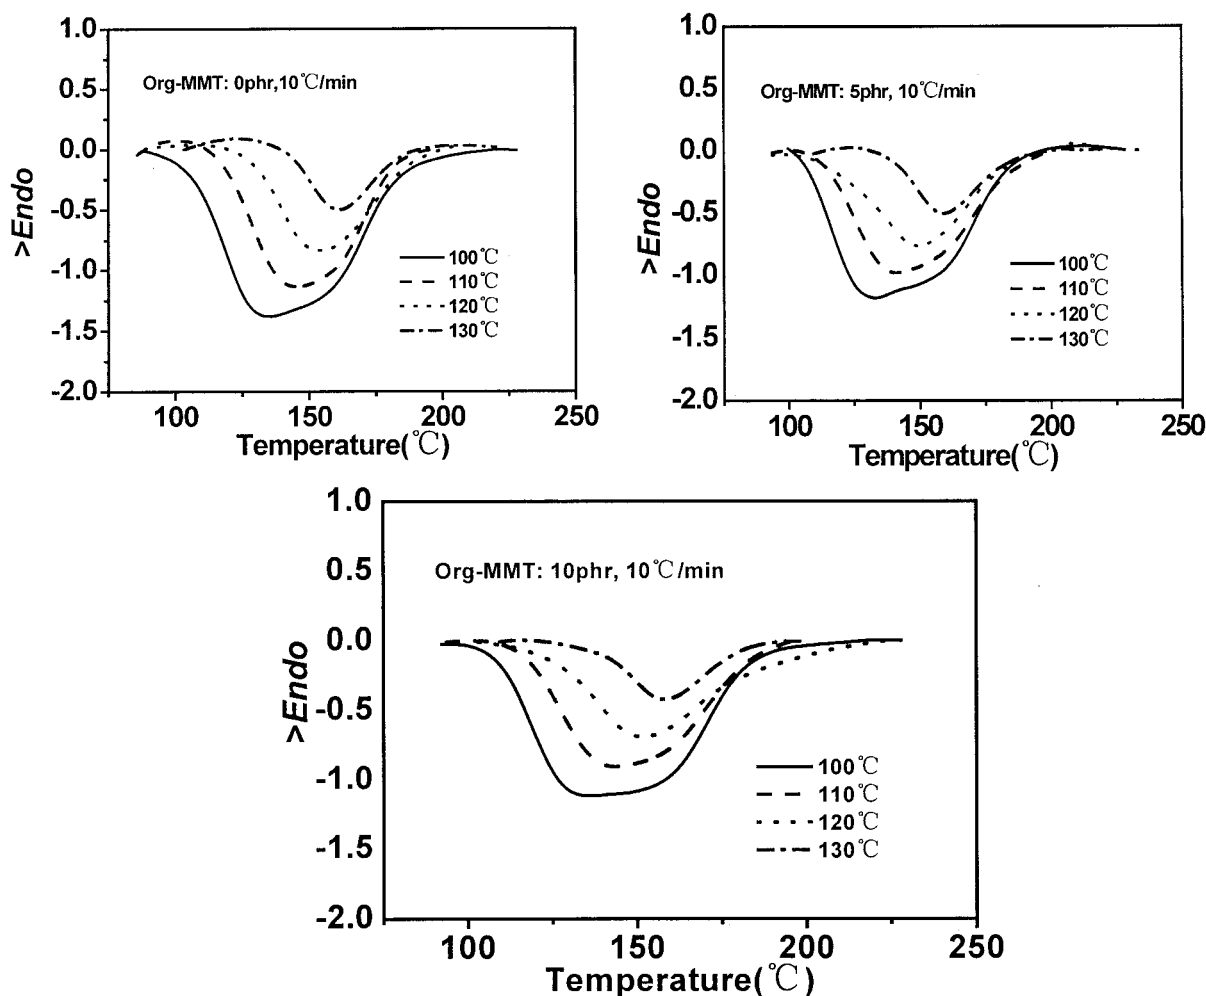 1.0
Org-MMT: 0phr,10℃/min
0.5
0.0
-0.5
-1.0
-1.5
-2.0
>Endo
100℃
110℃
120℃
130℃
100 150 200 250
Temperature(℃)
1.0
Org-MMT: 5phr, 10℃/min
0.5
0.0
-0.5
-1.0
-1.5
-2.0
>Endo
100℃
110℃
120℃
130℃
100 150 200 250
Temperature(℃)
1.0
Org-MMT: 10phr, 10℃/min
0.5
0.0
-0.5
-1.0
-1.5
-2.0
>Endo
100℃
110℃
120℃
130℃
100 150 200 250
Temperature(℃)